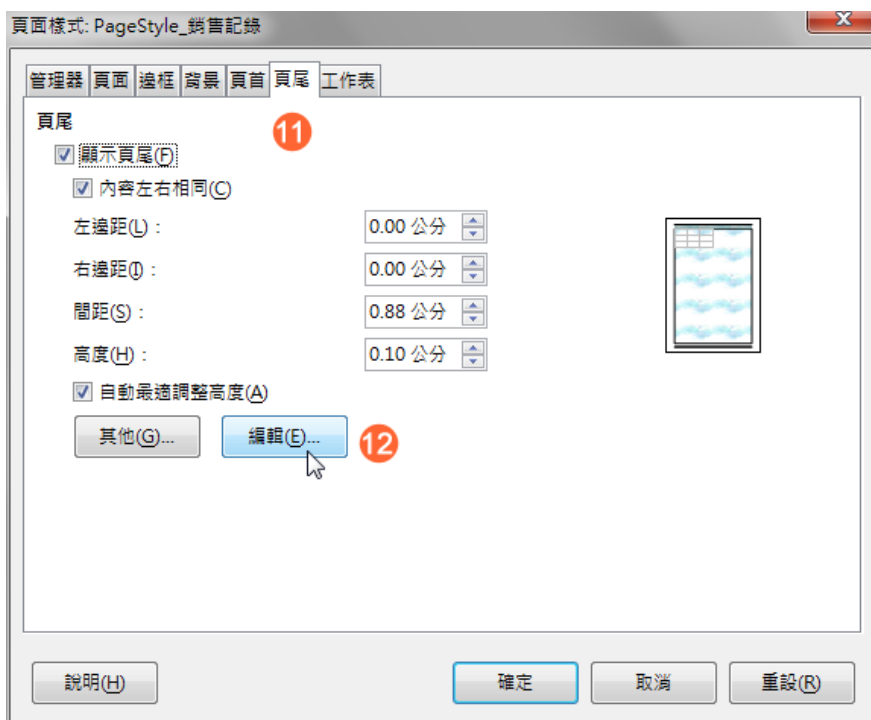 頁面樣式: PageStyle_銷售記錄
管理器 頁面 邊框 背景 頁首 頁尾 工作表
頁尾
11
顯示頁尾(F)
內容左右相同(C)
左邊距(L)： 0.00 公分
右邊距(I)： 0.00 公分
間距(S)： 0.88 公分
高度(H)： 0.10 公分
自動最適調整高度(A)
其他(G)... 編輯(E)... 12
說明(H) 確定 取消 重設(R)